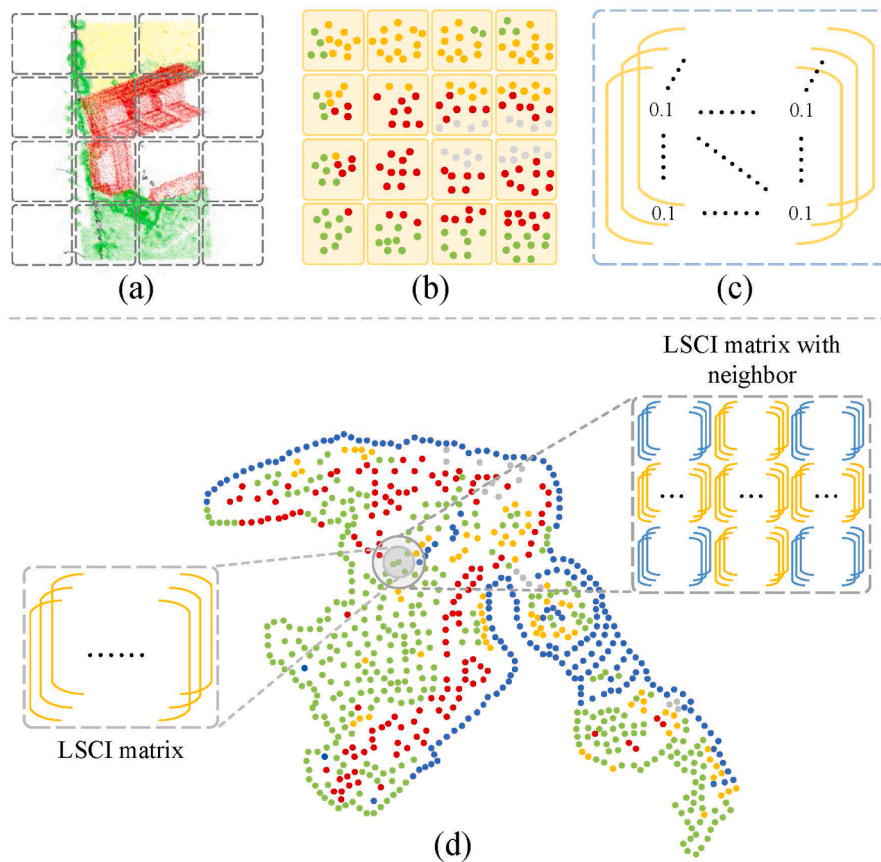 (a)
(b)
0.1
0.1
0.1
0.1
(c)
LSCI matrix with
neighbor
LSCI matrix
(d)